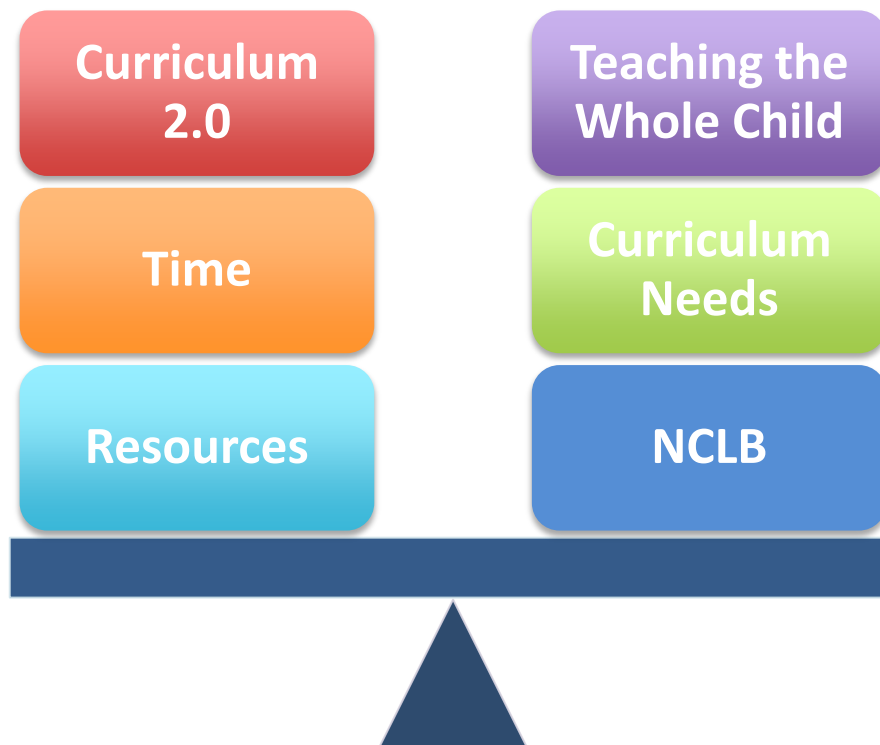 Curriculum
2.0
Time
Resources
Teaching the
Whole Child
Curriculum
Needs
NCLB